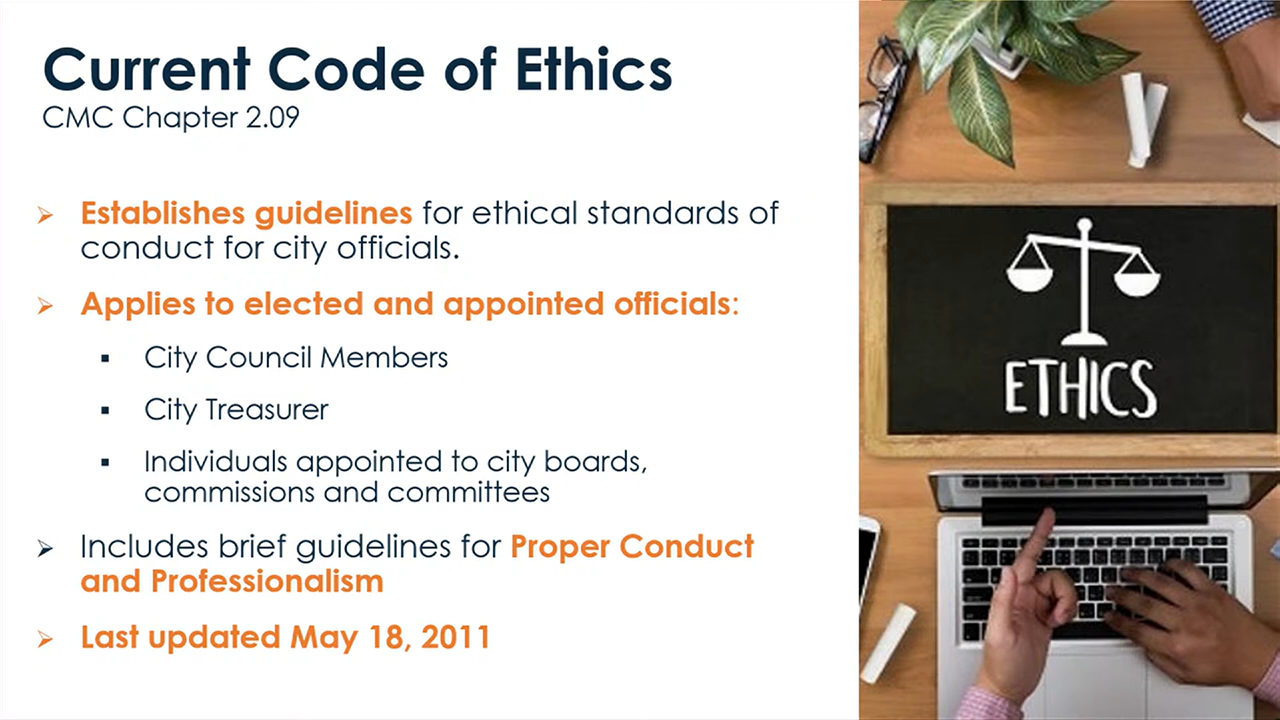 Current Code of Ethics
CMC Chapter 2.09
Establishes guidelines for ethical standards of
conduct for city officials.
Applies to elected and appointed officials:
City Council Members
City Treasurer
Individuals appointed to city boards,
commissions and committees
Includes brief guidelines for Proper Conduct
and Professionalism
Last updated May 18, 2011
ETHICS